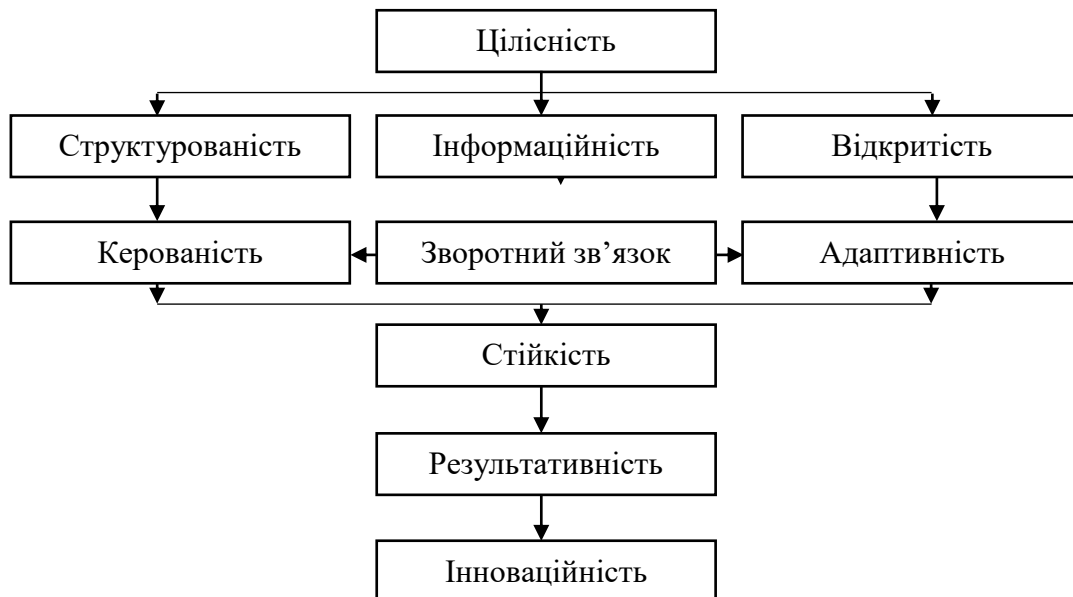 Цілісність
Структурованість
Інформаційність
Відкритість
Керованість
Зворотний зв’язок
Адаптивність
Стійкість
Результативність
Інноваційність